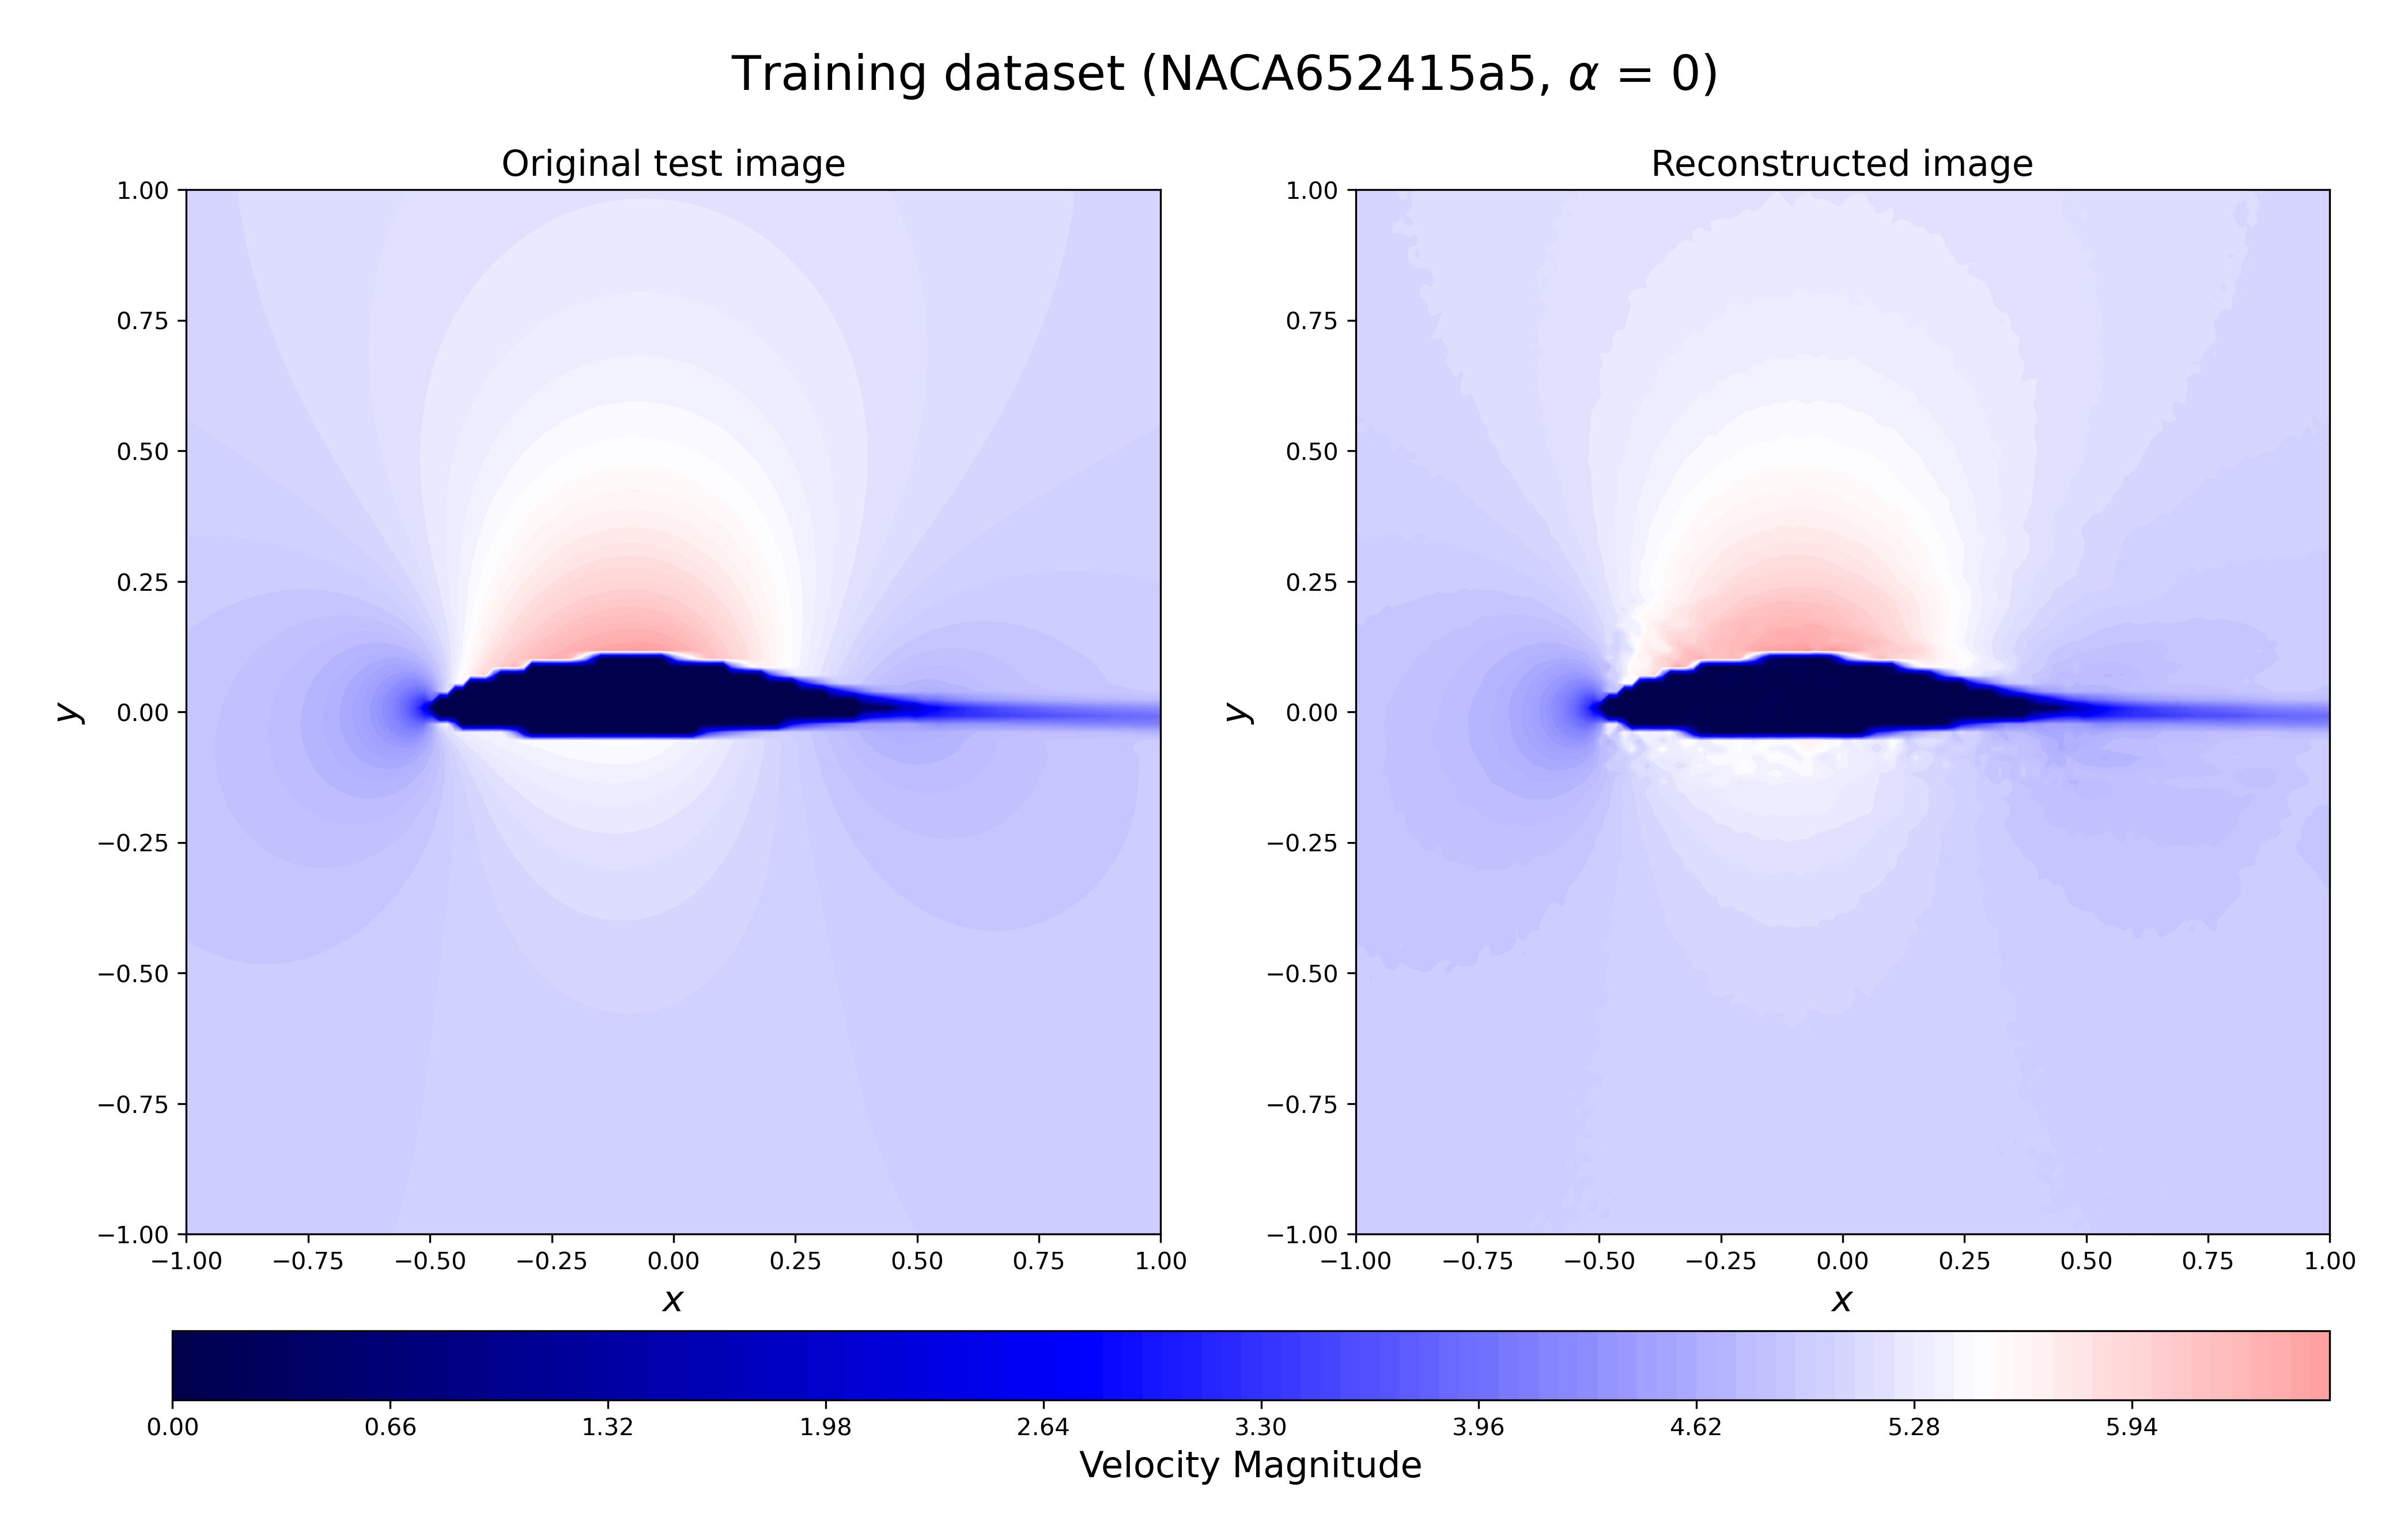 Training dataset (NACA652415a5, α = 0)
Original test image
1.00
0.75
0.50
0.25
0.00
−0.25
−0.50
−0.75
−1.00
y
−1.00 −0.75 −0.50 −0.25 0.00 0.25 0.50 0.75 1.00
x
Reconstructed image
1.00
0.75
0.50
0.25
0.00
−0.25
−0.50
−0.75
−1.00
y
−1.00 −0.75 −0.50 −0.25 0.00 0.25 0.50 0.75 1.00
x
0.00 0.66 1.32 1.98 2.64 3.30 3.96 4.62 5.28 5.94
Velocity Magnitude